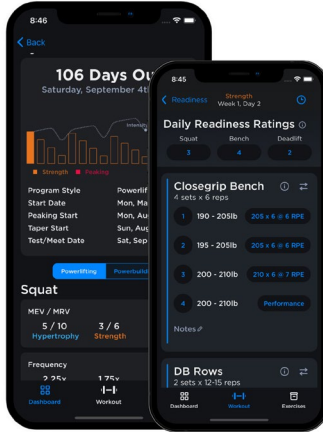 8:46
Back
106 Days Ou
Saturday, September 4th
Intensity
Strength
Peaking
Program Style
Powerlif
Start Date
Mon, Ma
Peaking Start
Mon, Aug
Taper Start
Sun, Aug
Test/Meet Date
Sat, Sep
Powerlifting
Powerbuild
Squat
MEV / MRV
5 / 10
3 / 6
Hypertrophy
Strength
Frequency
2.25x
1.75x
Dashboard
Workout
8:45
Readiness
Strength
Week 1, Day 2
Daily Readiness Ratings
Squat
Bench
Deadlift
3
4
2
Closegrip Bench
4 sets x 6 reps
1
190 - 205lb
205 x 6 @ 6 RPE
2
195 - 205lb
205 x 6 @ 6 RPE
3
200 - 210lb
210 x 6 @ 7 RPE
4
200 - 210lb
Performance
Notes
DB Rows
2 sets x 12-15 reps
Dashboard
Workout
Exercises